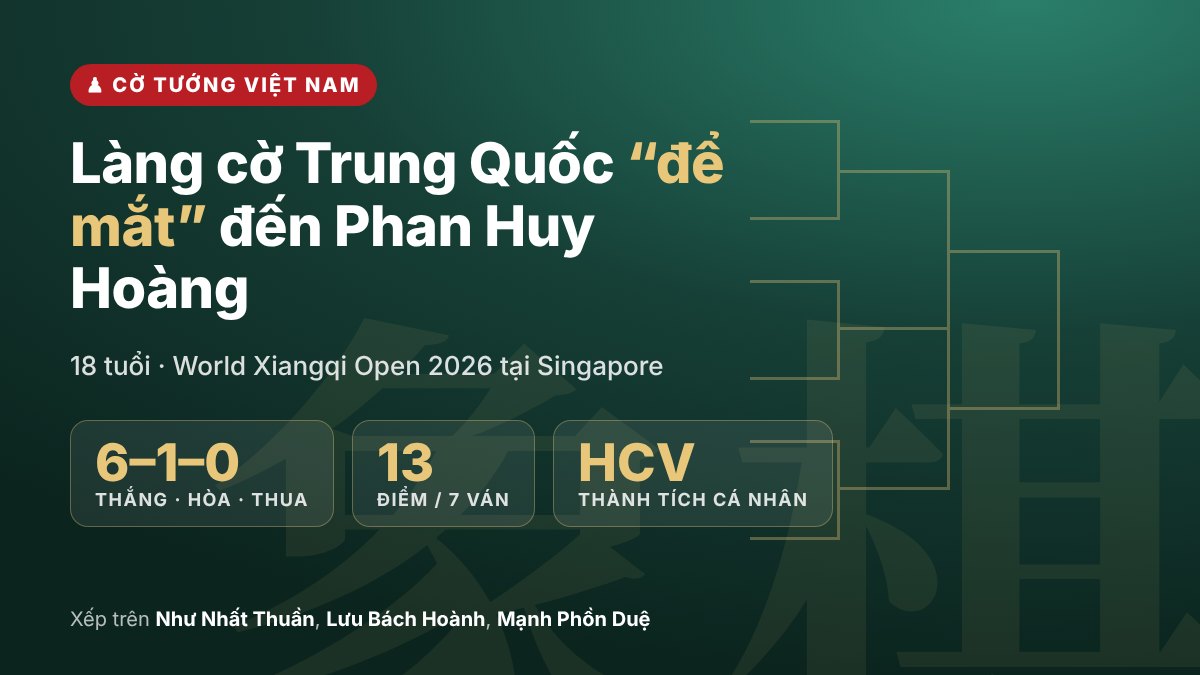 ♟ CỜ TƯỚNG VIỆT NAM
Làng cờ Trung Quốc “để
mắt” đến Phan Huy
Hoàng
18 tuổi · World Xiangqi Open 2026 tại Singapore
6–1–0
THẮNG · HÒA · THUA
13
ĐIỂM / 7 VÁN
HCV
THÀNH TÍCH CÁ NHÂN
Xếp trên Như Nhất Thuần, Lưu Bách Hoành, Mạnh Phồn Duệ
象棋